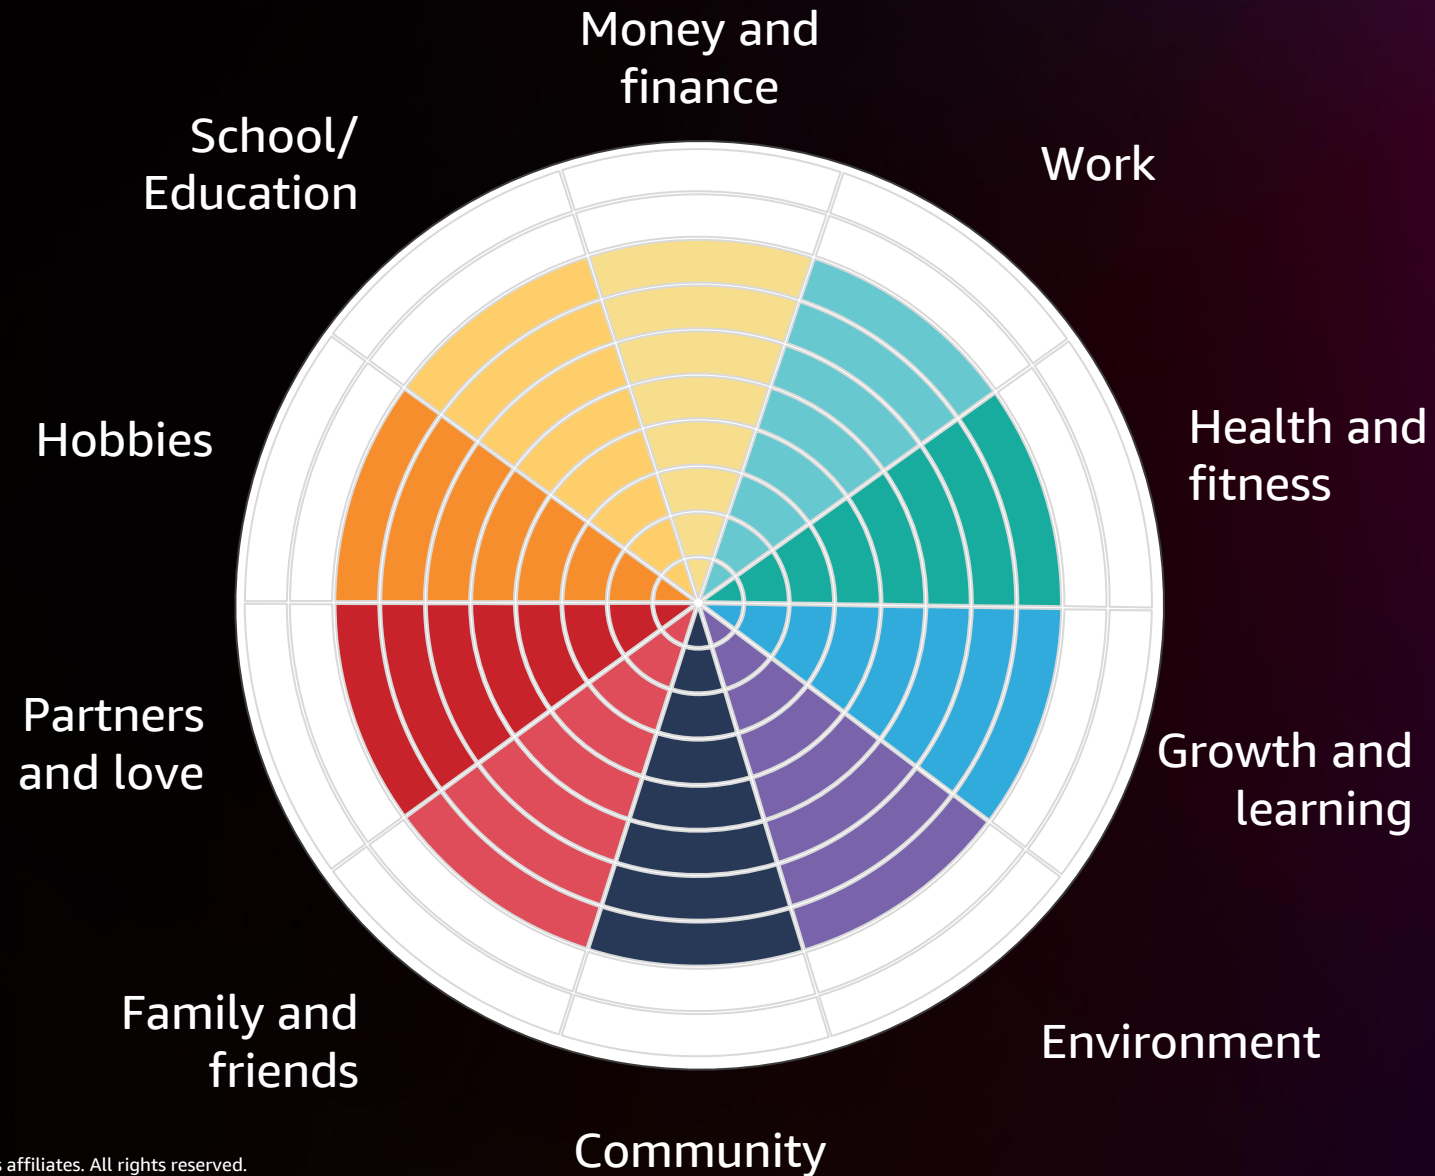 Money and
finance
School/
Education
Work
Hobbies
Health and
fitness
Partners
and love
Growth and
learning
Family and
friends
Environment
Community
affiliates. All rights reserved.